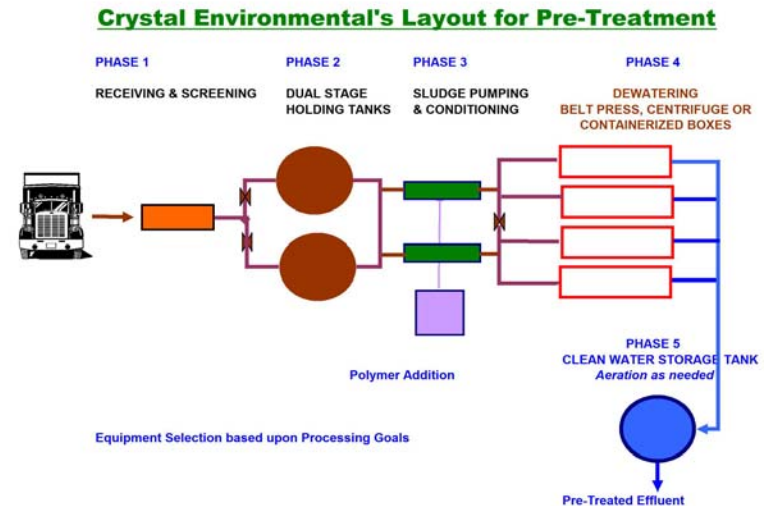 Crystal Environmental's Layout for Pre-Treatment
PHASE 1
RECEIVING & SCREENING
PHASE 2
DUAL STAGE
HOLDING TANKS
PHASE 3
SLUDGE PUMPING
& CONDITIONING
PHASE 4
DEWATERING
BELT PRESS, CENTRIFUGE OR
CONTAINERIZED BOXES
PHASE 5
CLEAN WATER STORAGE TANK
Aeration as needed
Polymer Addition
Equipment Selection based upon Processing Goals
Pre-Treated Effluent